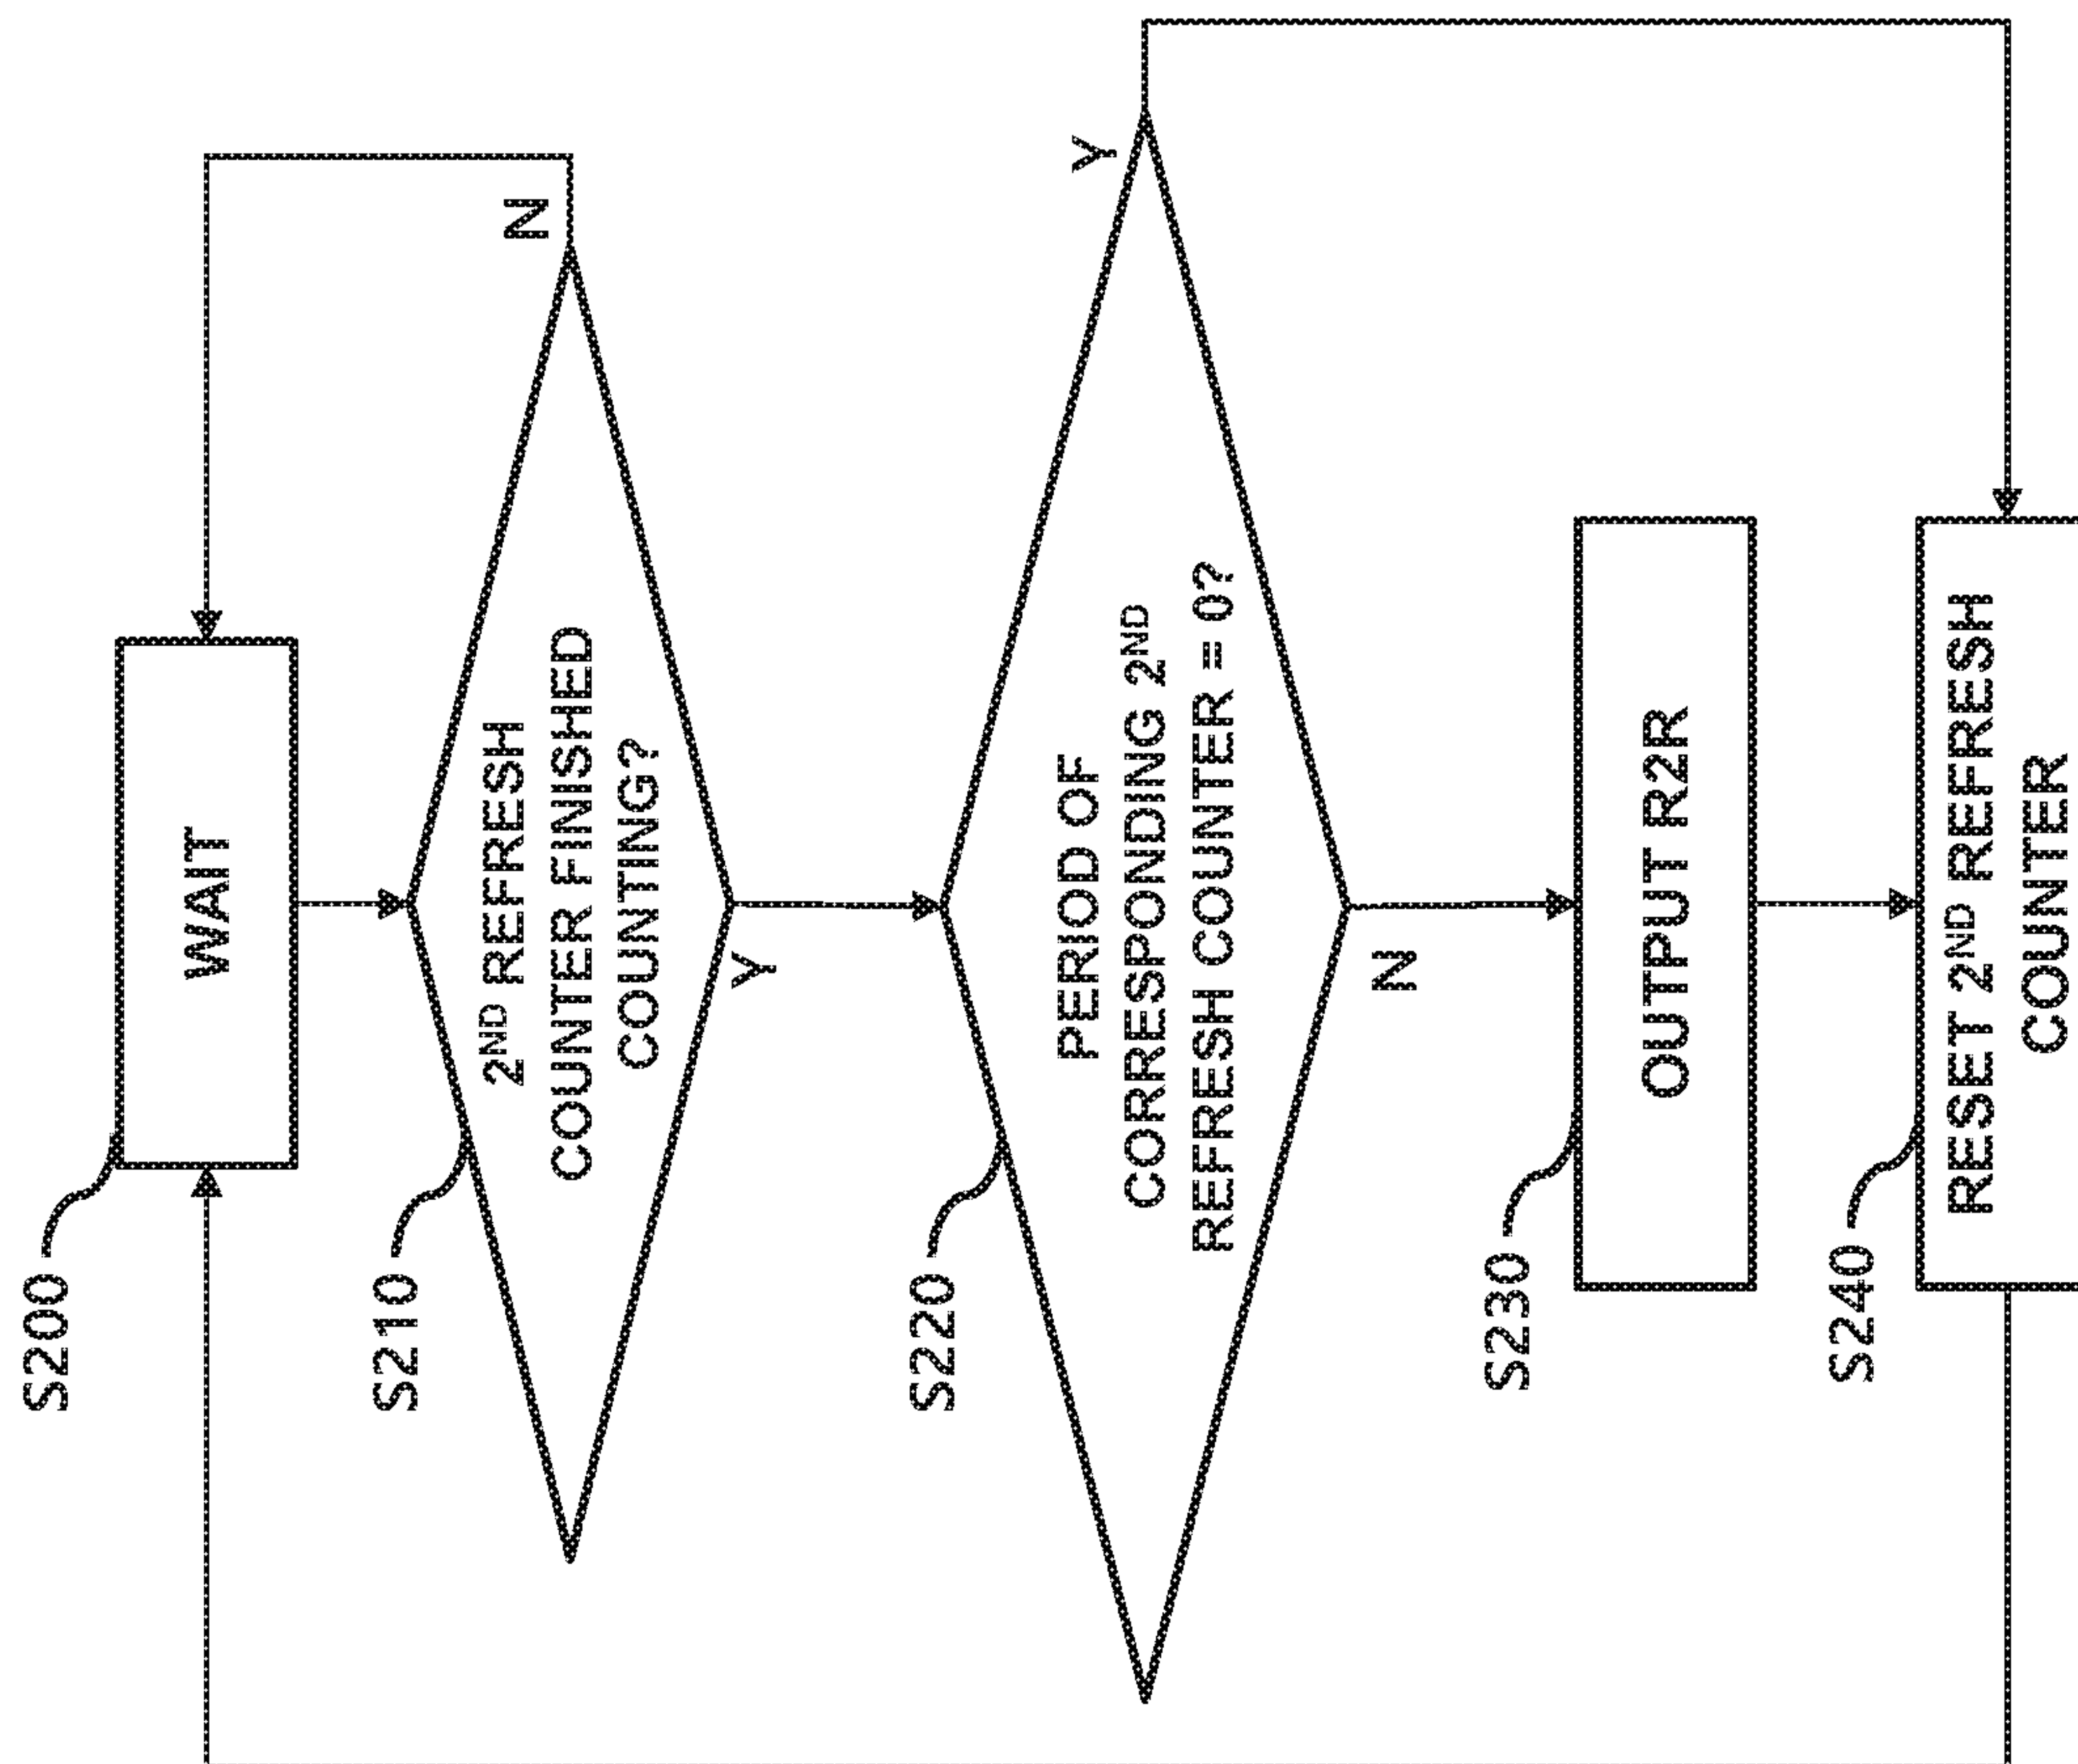 S200
WAIT
N
S210
2ND REFRESH
COUNTER FINISHED
COUNTING?
Y
Y
S220
PERIOD OF
CORRESPONDING 2ND
REFRESH COUNTER = 0?
N
S230
OUTPUT R2R
S240
RESET 2ND REFRESH
COUNTER